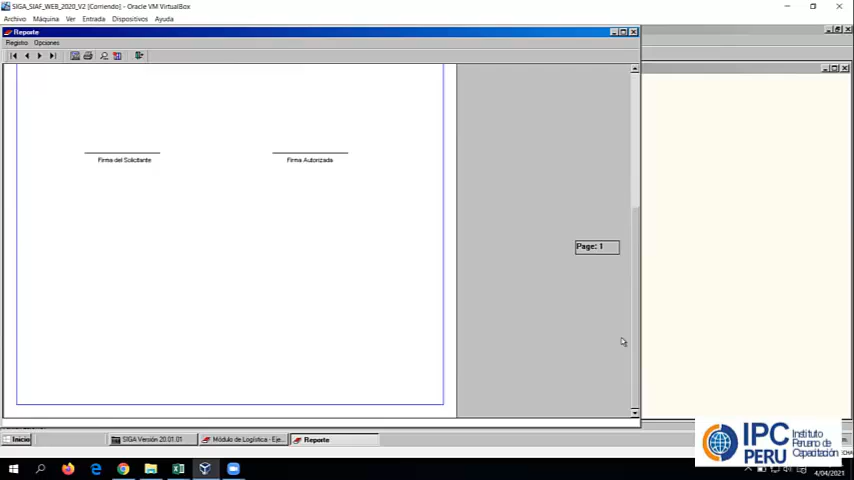 SIGA_SIAF_WEB_2020_V2 [Corriendo] - Oracle VM VirtualBox
Archivo Máquina Ver Entrada Dispositivos Ayuda
Reporte
Registro Opciones
Firma del Solicitante Firma Autorizada
Page: 1
Inicio SIGA Versión 20.01.01 Módulo de Logística - Eje... Reporte
IPC PERU
Instituto
Peruano de
Capacitación
4/04/2021